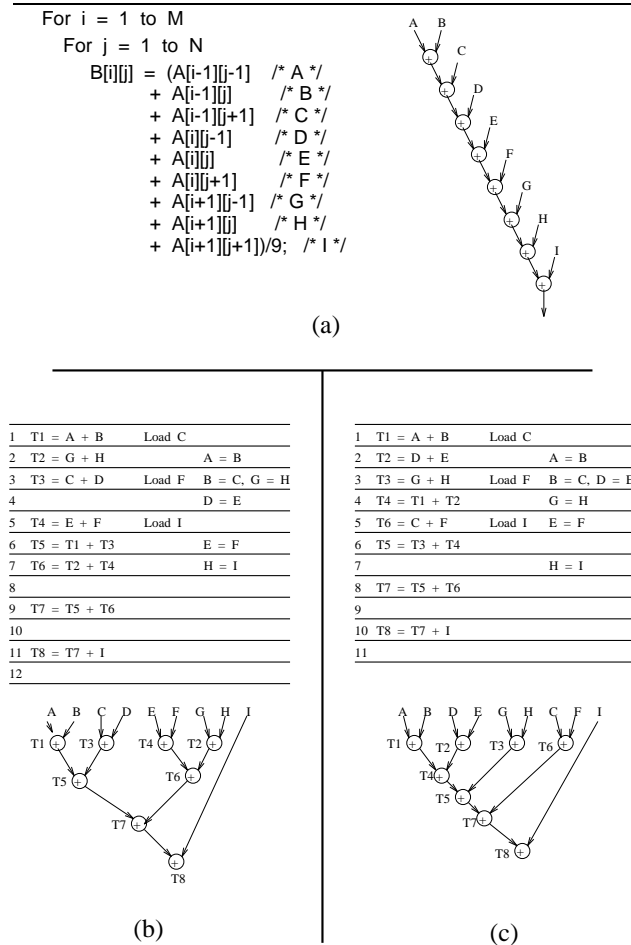 For i = 1 to M
For j = 1 to N
B[i][j] = (A[i-1][j-1] /* A */
+ A[i-1][j] /* B */
+ A[i-1][j+1] /* C */
+ A[i][j-1] /* D */
+ A[i][j] /* E */
+ A[i][j+1] /* F */
+ A[i+1][j-1] /* G */
+ A[i+1][j] /* H */
+ A[i+1][j+1])/9; /* I */
A B
+ C
+ D
+ E
+ F
+ G
+ H
+ I
+
(a)
1 T1 = A + B Load C
2 T2 = G + H A = B
3 T3 = C + D Load F B = C, G = H
4 D = E
5 T4 = E + F Load I
6 T5 = T1 + T3 E = F
7 T6 = T2 + T4 H = I
8
9 T7 = T5 + T6
10
11 T8 = T7 + I
12
A B C D E F G H I
T1 + T3 + T4 + T2 +
T5 + T6 +
T7 +
+
T8
(b)
1 T1 = A + B Load C
2 T2 = D + E A = B
3 T3 = G + H Load F B = C, D = E
4 T4 = T1 + T2 G = H
5 T6 = C + F Load I E = F
6 T5 = T3 + T4
7 H = I
8 T7 = T5 + T6
9
10 T8 = T7 + I
11
A B D E G H C F I
T1 + T2 + T3 + T6 +
T4 +
T5 +
T7 +
T8 +
(c)